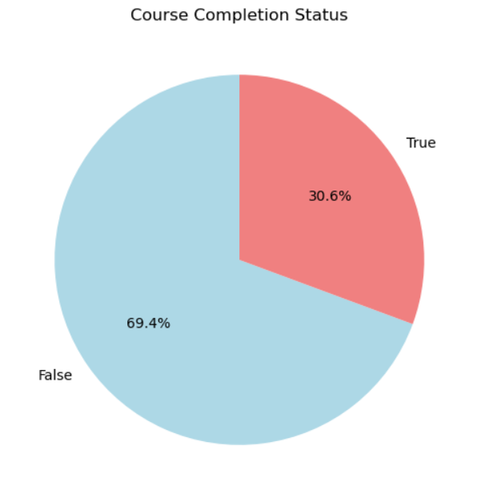 Course Completion Status
True
30.6%
69.4%
False